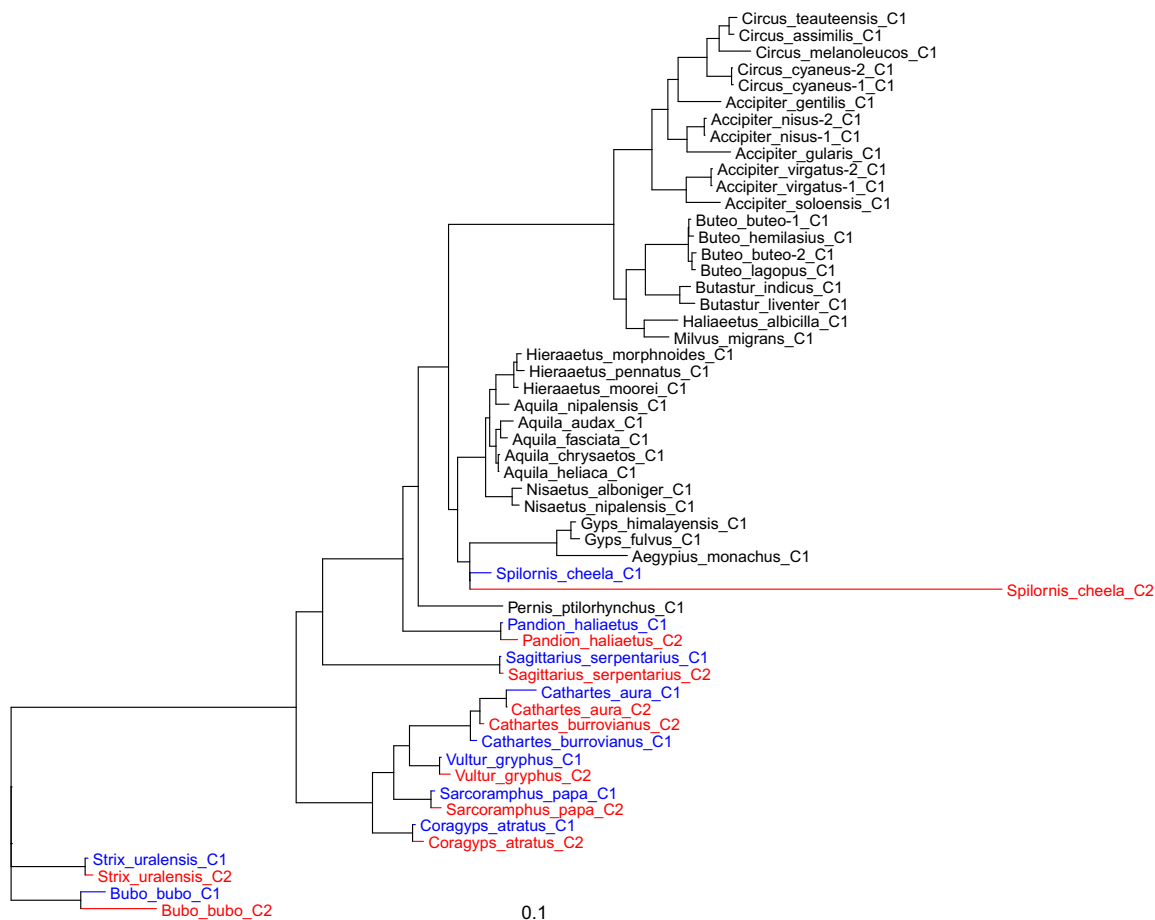 Circus_teauteensis_C1
Circus_assimilis_C1
Circus_melanoleucos_C1
Circus_cyaneus-2_C1
Circus_cyaneus-1_C1
Accipiter_gentilis_C1
Accipiter_nisus-2_C1
Accipiter_nisus-1_C1
Accipiter_gularis_C1
Accipiter_virgatus-2_C1
Accipiter_virgatus-1_C1
Accipiter_soloensis_C1
Buteo_buteo-1_C1
Buteo_hemilasius_C1
Buteo_buteo-2_C1
Buteo_lagopus_C1
Butastur_indicus_C1
Butastur_liventer_C1
Haliaeetus_albicilla_C1
Milvus_migrans_C1
Hieraaetus_morphnoides_C1
Hieraaetus_pennatus_C1
Hieraaetus_moorei_C1
Aquila_nipalensis_C1
Aquila_audax_C1
Aquila_fasciata_C1
Aquila_chrysaetos_C1
Aquila_heliaca_C1
Nisaetus_alboniger_C1
Nisaetus_nipalensis_C1
Gyps_himalayensis_C1
Gyps_fulvus_C1
Aegypius_monachus_C1
Spilornis_cheela_C1
Spilornis_cheela_C2
Pernis_ptilorhynchus_C1
Pandion_haliaetus_C1
Pandion_haliaetus_C2
Sagittarius_serpentarius_C1
Sagittarius_serpentarius_C2
Cathartes_aura_C1
Cathartes_aura_C2
Cathartes_burrovianus_C2
Cathartes_burrovianus_C1
Vultur_gryphus_C1
Vultur_gryphus_C2
Sarcoramphus_papa_C1
Sarcoramphus_papa_C2
Coragyps_atratus_C1
Coragyps_atratus_C2
Strix_uralensis_C1
Strix_uralensis_C2
Bubo_bubo_C1
Bubo_bubo_C2
0.1